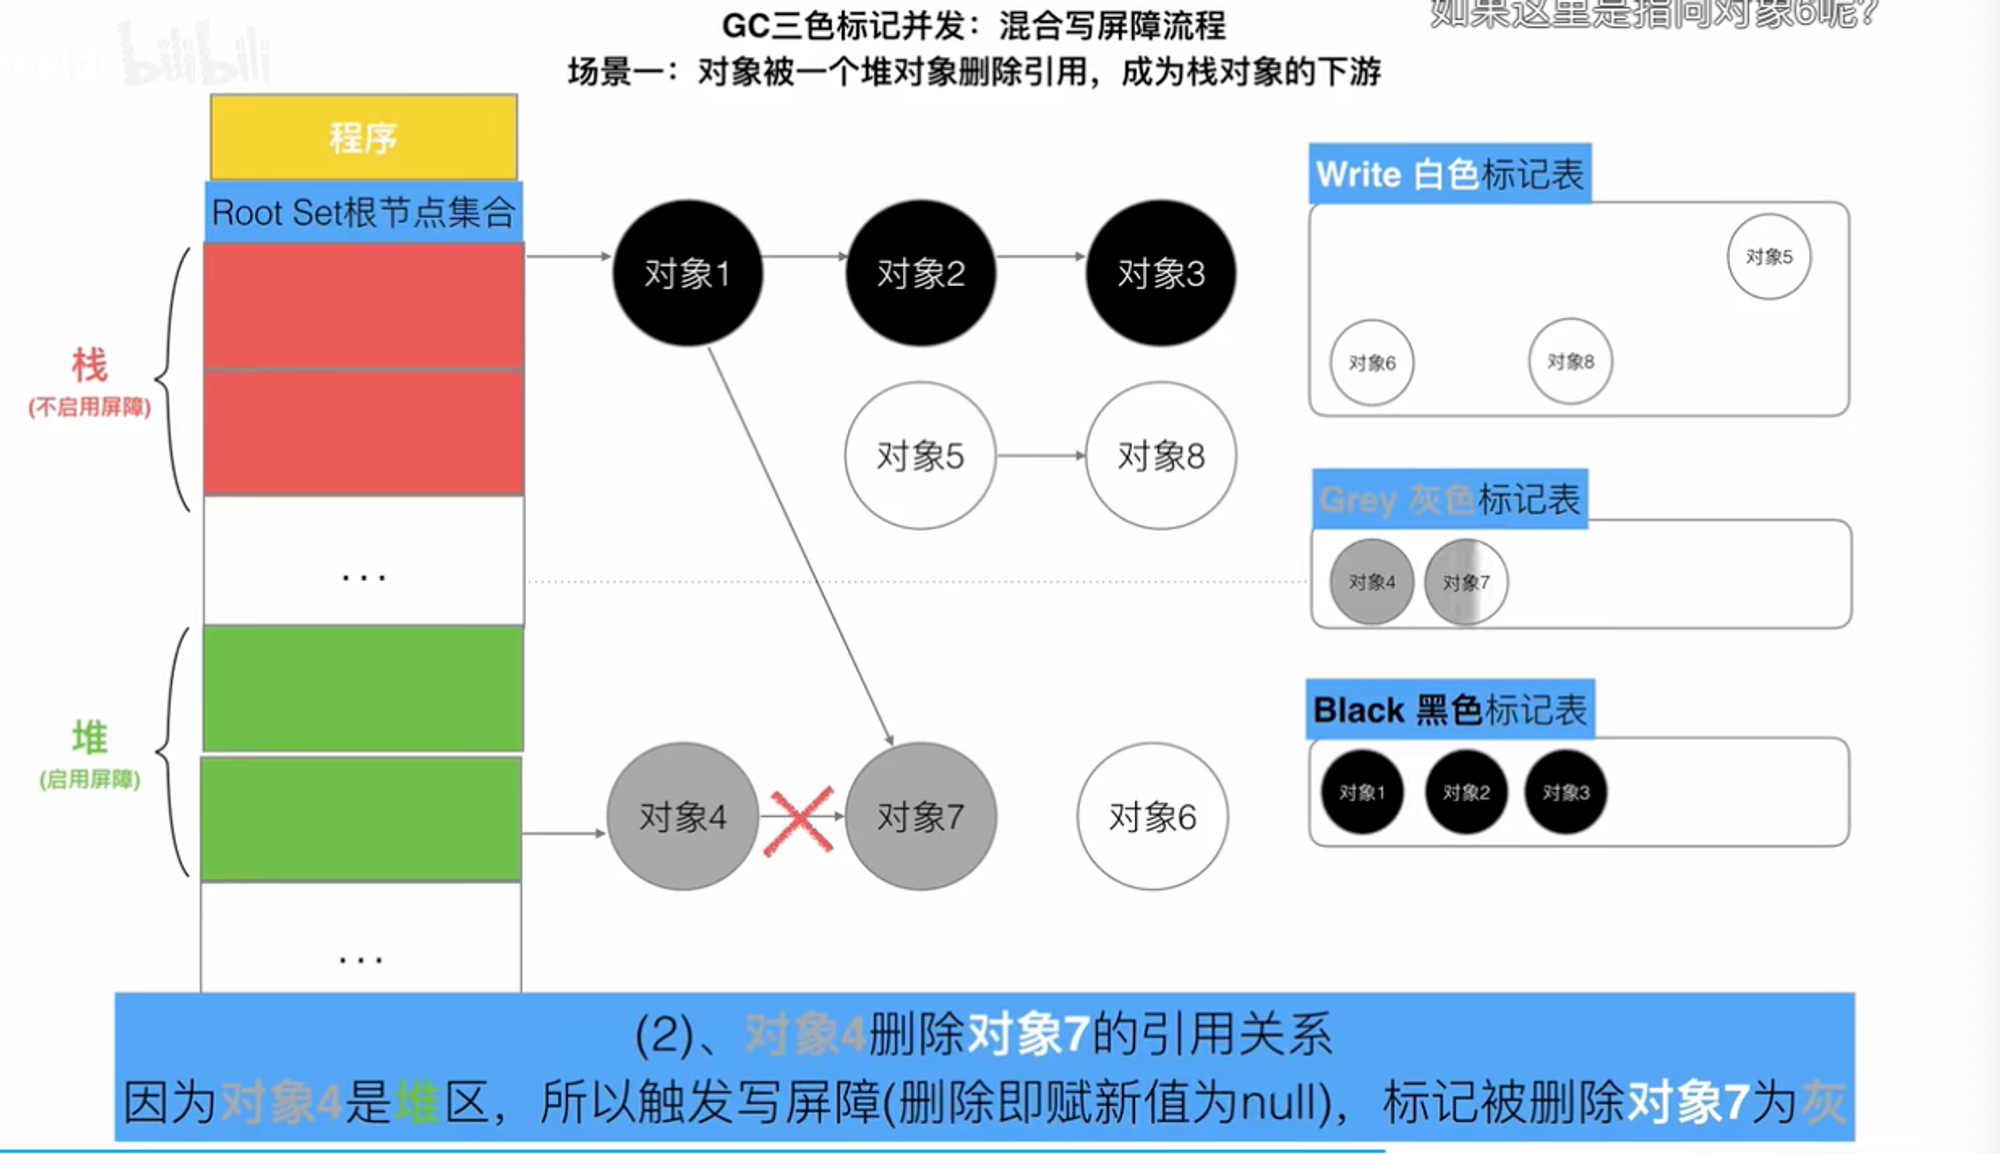 如果这里是指向对象6呢?
bilibili
GC三色标记并发：混合写屏障流程
场景一：对象被一个堆对象删除引用，成为栈对象的下游
程序
Root Set根节点集合
栈
(不启用屏障)
...
堆
(启用屏障)
...
对象1
对象2
对象3
对象5
对象8
对象4
对象7
对象6
Write 白色标记表
对象5
对象6
对象8
Grey 灰色标记表
对象4
对象7
Black 黑色标记表
对象1
对象2
对象3
(2)、对象4删除对象7的引用关系
因为对象4是堆区，所以触发写屏障(删除即赋新值为null)，标记被删除对象7为灰